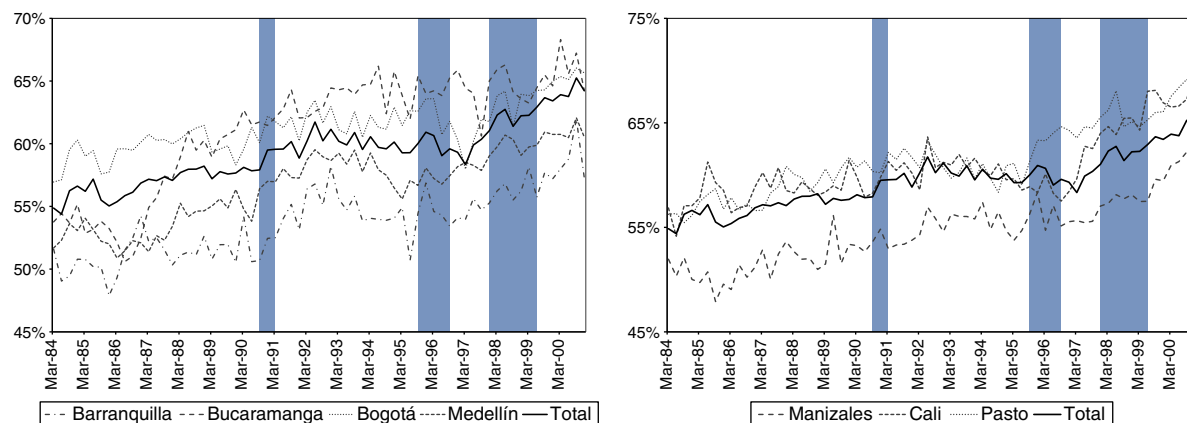 70%
65%
60%
55%
50%
45%
Mar-84
Mar-85
Mar-86
Mar-87
Mar-88
Mar-89
Mar-90
Mar-91
Mar-92
Mar-93
Mar-94
Mar-95
Mar-96
Mar-97
Mar-98
Mar-99
Mar-00
Barranquilla Bucaramanga Bogotá Medellín Total
75%
65%
55%
45%
Mar-84
Mar-85
Mar-86
Mar-87
Mar-88
Mar-89
Mar-90
Mar-91
Mar-92
Mar-93
Mar-94
Mar-95
Mar-96
Mar-97
Mar-98
Mar-99
Mar-00
Manizales Cali Pasto Total